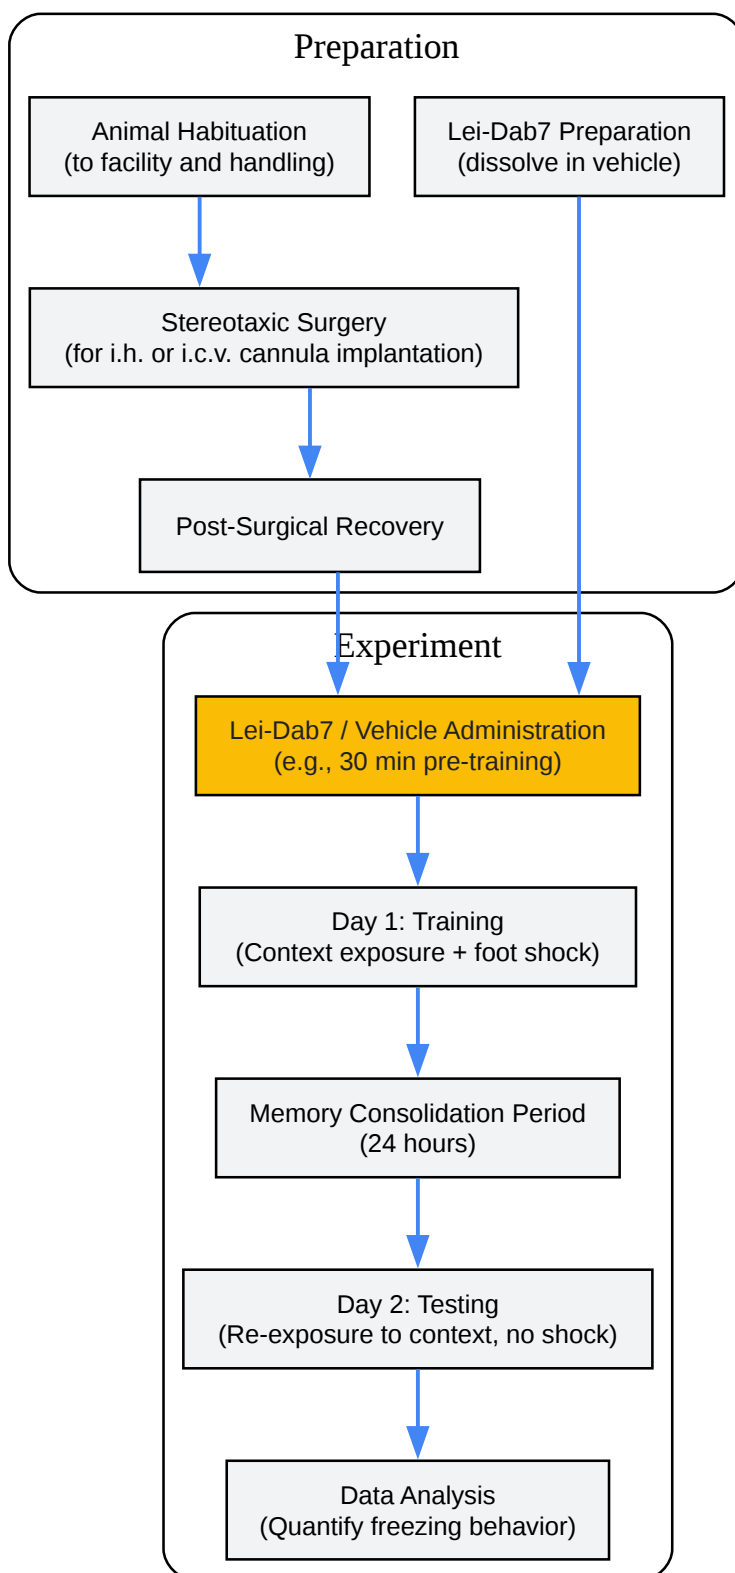 Preparation
Animal Habituation
(to facility and handling)
Lei-Dab7 Preparation
(dissolve in vehicle)
Stereotaxic Surgery
(for i.h. or i.c.v. cannula implantation)
Post-Surgical Recovery
Experiment
Lei-Dab7 / Vehicle Administration
(e.g., 30 min pre-training)
Day 1: Training
(Context exposure + foot shock)
Memory Consolidation Period
(24 hours)
Day 2: Testing
(Re-exposure to context, no shock)
Data Analysis
(Quantify freezing behavior)